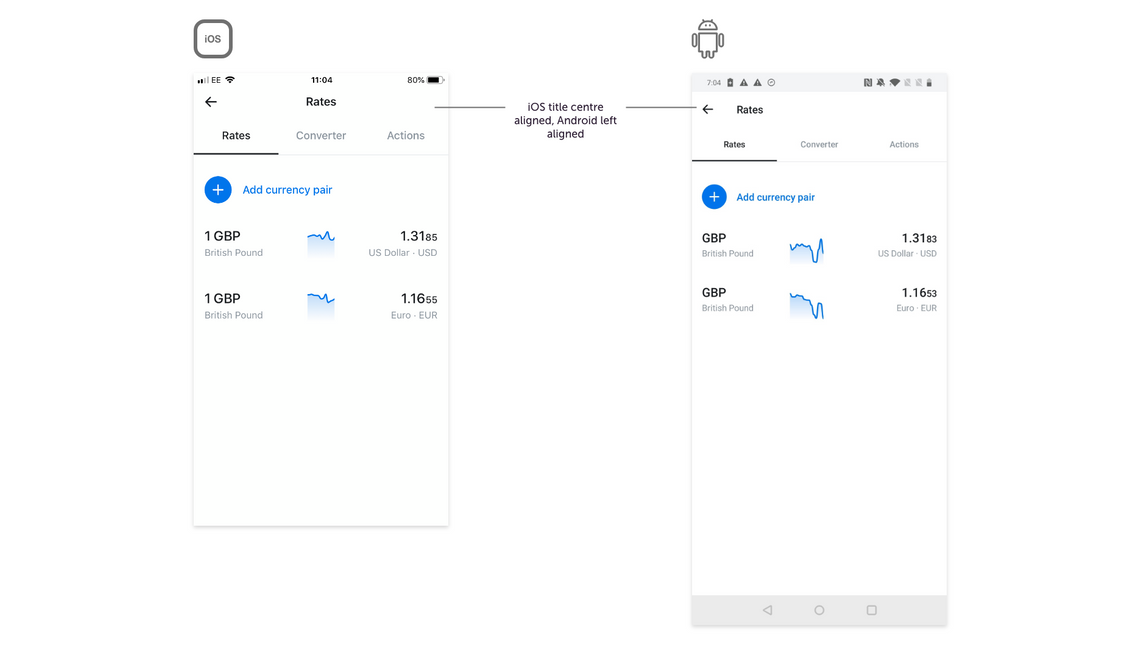 iOS
EE 11:04 80%
Rates
Rates Converter Actions
Add currency pair
1 GBP 1.3185
British Pound US Dollar · USD
1 GBP 1.1655
British Pound Euro · EUR
iOS title centre
aligned, Android left
aligned
7:04
Rates
Rates Converter Actions
Add currency pair
GBP 1.3183
British Pound US Dollar · USD
GBP 1.1653
British Pound Euro · EUR